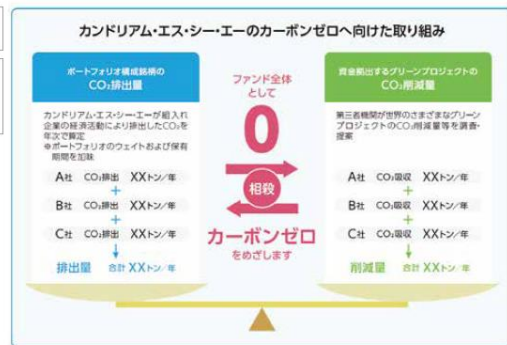 カンドリアム・エス・シー・エーのカーボンゼロへ向けた取り組み
ポートフォリオ構成銘柄の
CO₂排出量
カンドリアム・エス・シー・エーが組入れ
企業の経済活動により排出したCO₂を
年次で算定
※ポートフォリオのウェイトおよび保有
期間を加味
A社 CO₂排出 XXトン/年
+
B社 CO₂排出 XXトン/年
+
C社 CO₂排出 XXトン/年
排出量 合計 XXトン/年
ファンド全体
として
0
相殺
カーボンゼロ
をめざします
資金拠出するグリーンプロジェクトの
CO₂削減量
第三者機関が世界のさまざまなグリーン
プロジェクトのCO₂削減量等を調査・
提案
A社 CO₂吸収 XXトン/年
+
B社 CO₂吸収 XXトン/年
+
C社 CO₂吸収 XXトン/年
削減量 合計 XXトン/年